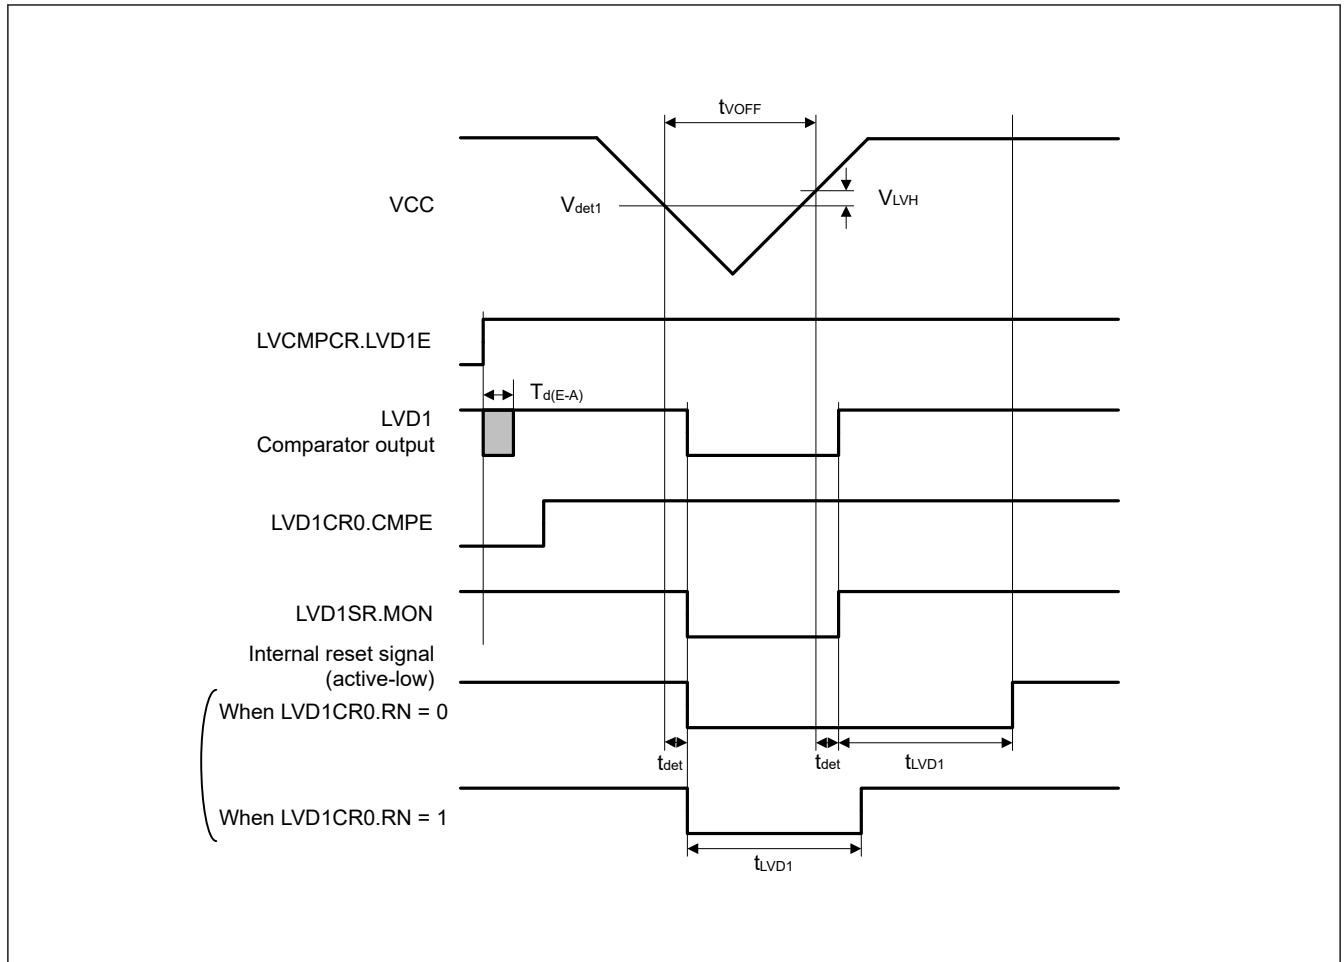 tVOFF
VCC
Vdet1
VLVH
LVCMPCR.LVD1E
Td(E-A)
LVD1
Comparator output
LVD1CR0.CMPE
LVD1SR.MON
Internal reset signal
(active-low)
When LVD1CR0.RN = 0
tdet
tdet
tLVD1
When LVD1CR0.RN = 1
tLVD1